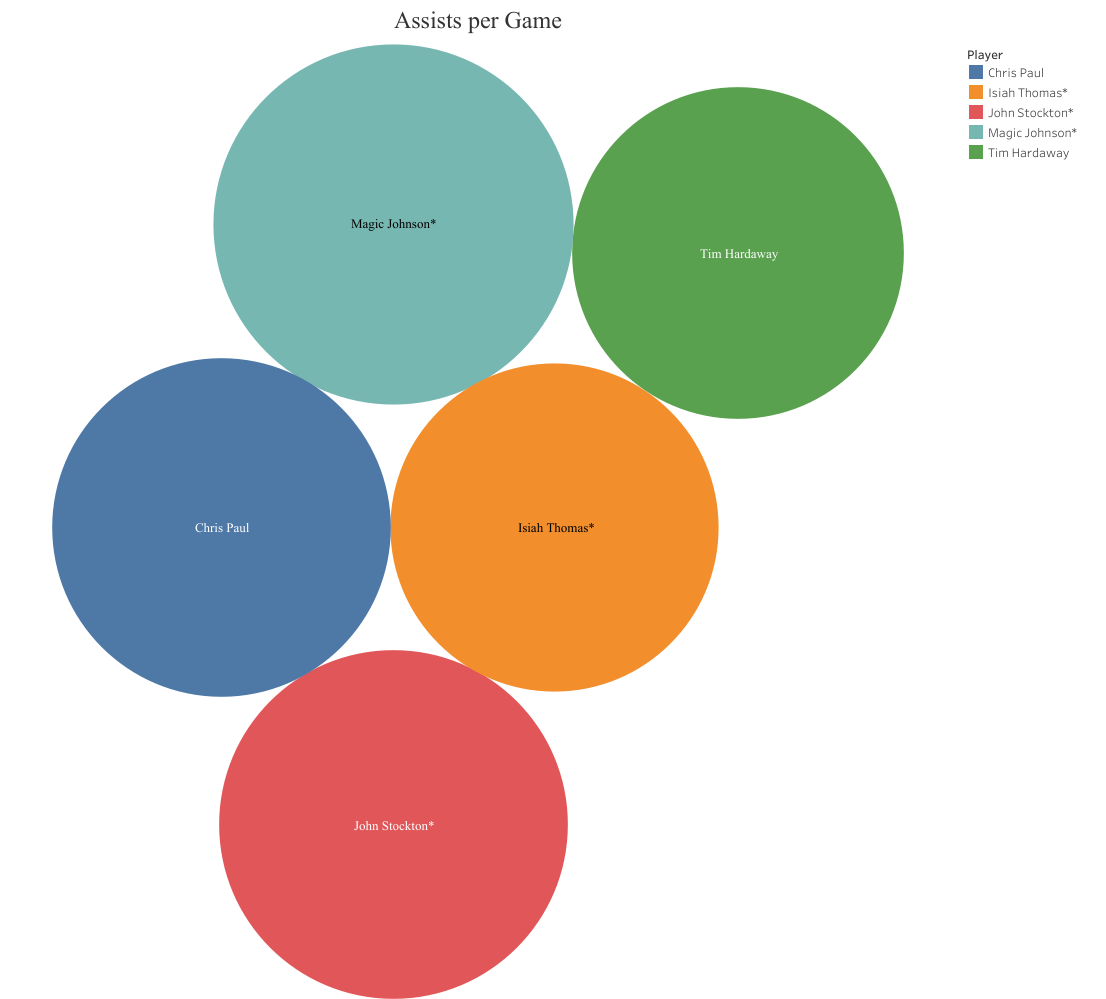 Assists per Game
Player
Chris Paul
Isiah Thomas*
John Stockton*
Magic Johnson*
Tim Hardaway
Magic Johnson*
Tim Hardaway
Chris Paul
Isiah Thomas*
John Stockton*